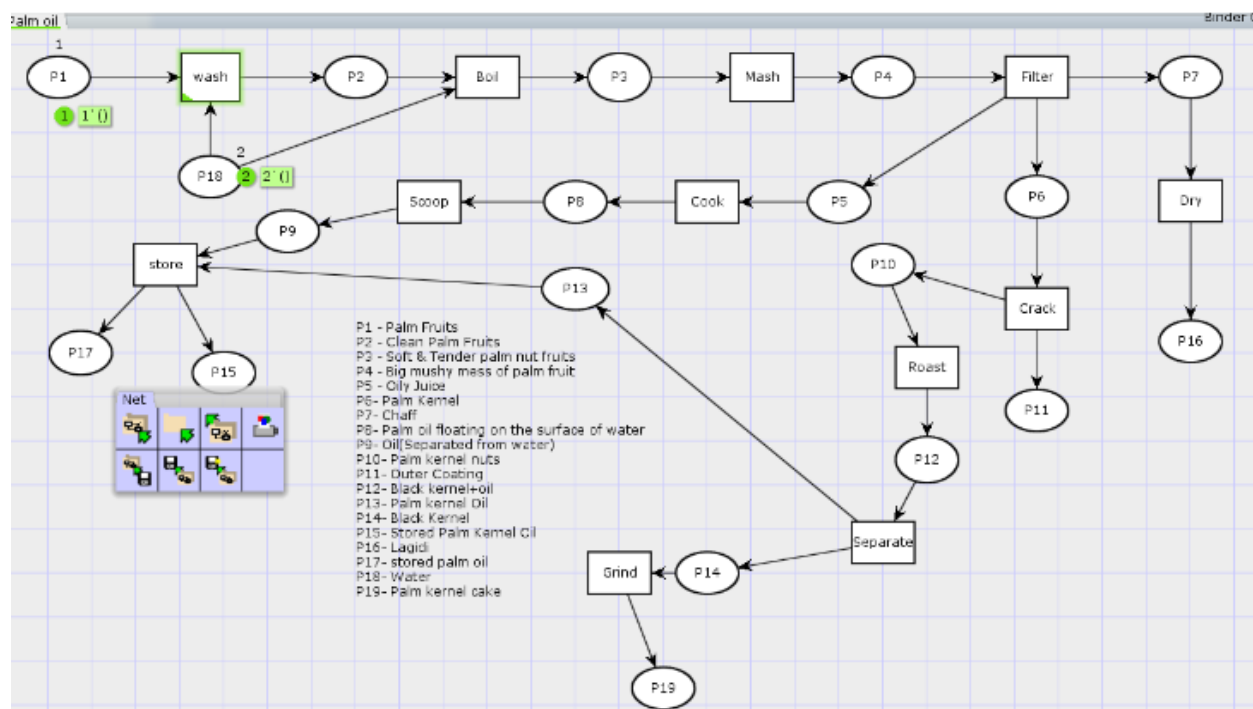 Palm oil
Binder
1
P1
wash
P2
Boil
P3
Mash
P4
Filter
P7
1 1`()
2
P18
2 2`()
Scoop
P8
Cook
P5
P6
Dry
P9
store
P10
P13
Crack
P17
P15
Roast
P16
P11
P12
Net
P1 - Palm Fruits
P2 - Clean Palm Fruits
P3 - Soft & Tender palm nut fruits
P4 - Big mushy mess of palm fruit
P5 - Oily Juice
P6- Palm Kernel
P7- Chaff
P8- Palm oil floating on the surface of water
P9- Oil(Separated from water)
P10- Palm kernel nuts
P11- Outer Coating
P12- Black kernel+oil
P13- Palm kernel Oil
P14- Black Kernel
P15- Stored Palm Kernel Oil
P16- Lagidi
P17- stored palm oil
P18- Water
P19- Palm kernel cake
Separate
Grind
P14
P19